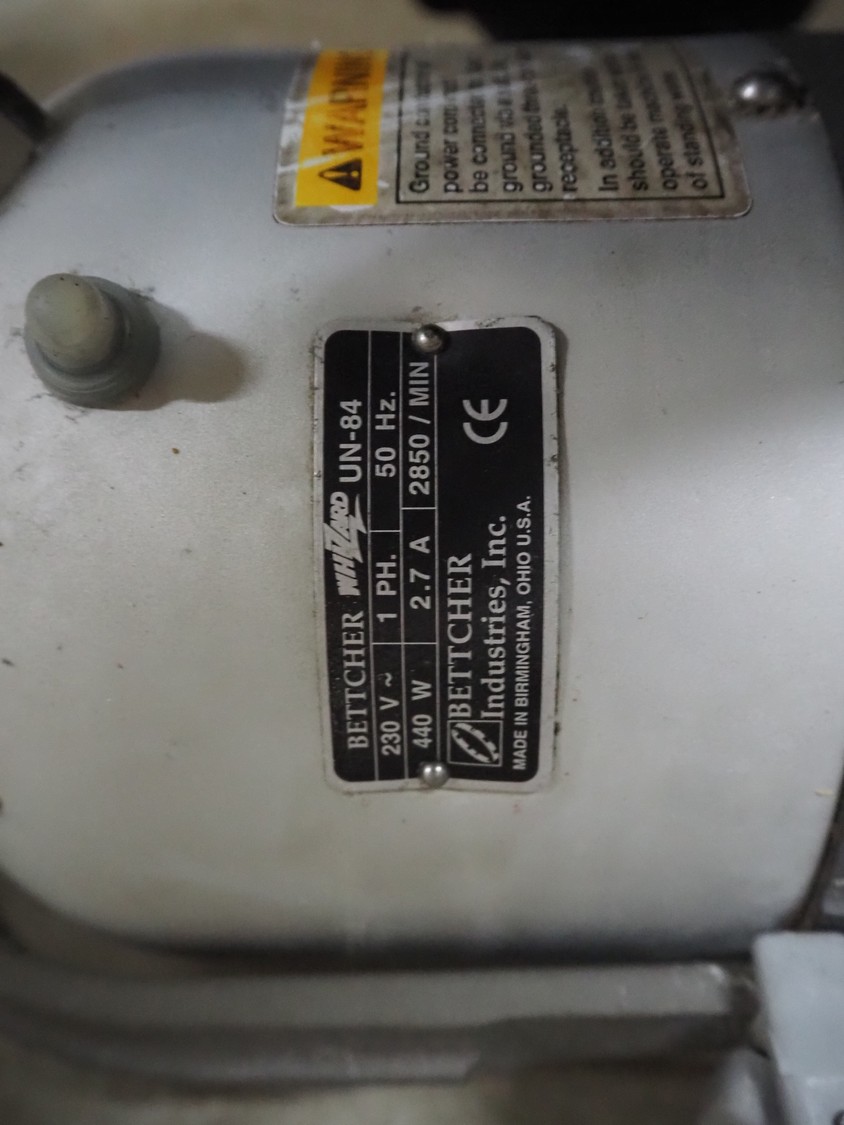 WARNING
Ground
power
be connected
ground
grounded
receptacle.
In addition
should be
operate
of standing
BETTCHER WHIZARD UN-84
230 V ~ 1 PH. 50 Hz.
440 W 2.7 A 2850 / MIN
BETTCHER
Industries, Inc. CE
MADE IN BIRMINGHAM, OHIO U.S.A.